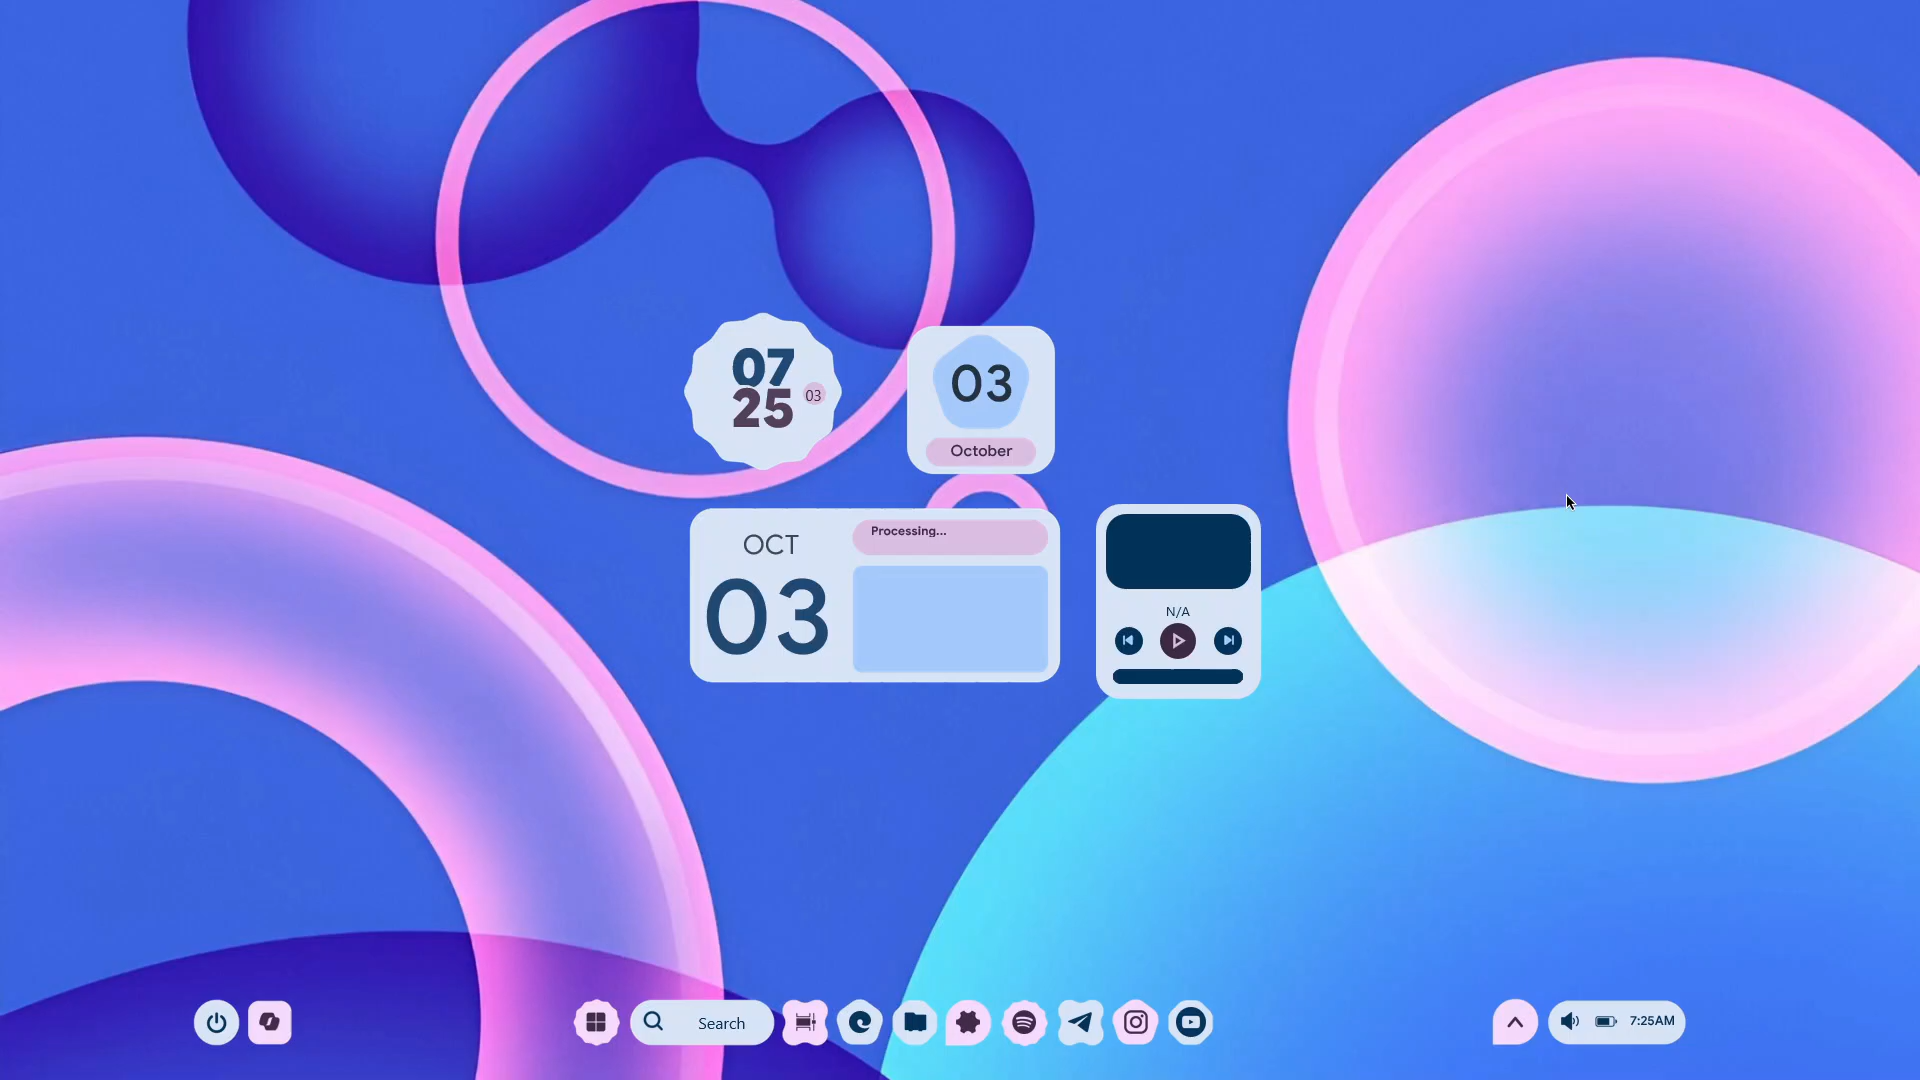 07
25
03
03
October
OCT
03
Processing...
N/A
Search
7:25AM